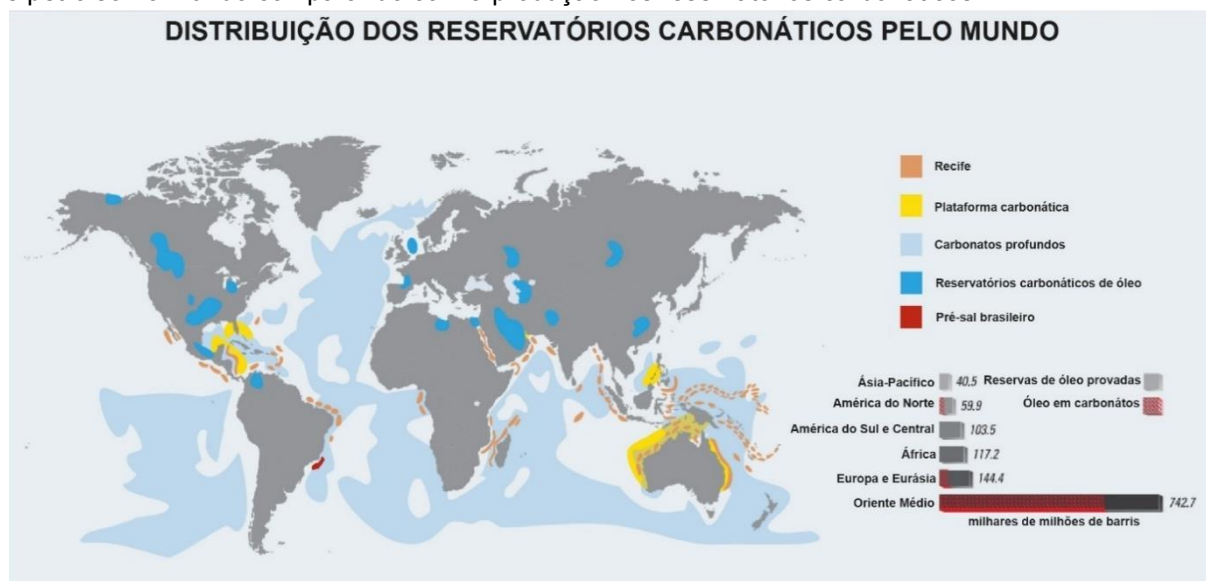 DISTRIBUIÇÃO DOS RESERVATÓRIOS CARBONÁTICOS PELO MUNDO
Recife
Plataforma carbonática
Carbonatos profundos
Reservatórios carbonáticos de óleo
Pré-sal brasileiro
Ásia-Pacífico 40.5 Reservas de óleo provadas
América do Norte 59.9 Óleo em carbonátos
América do Sul e Central 103.5
África 117.2
Europa e Eurásia 144.4
Oriente Médio 742.7
milhares de milhões de barris